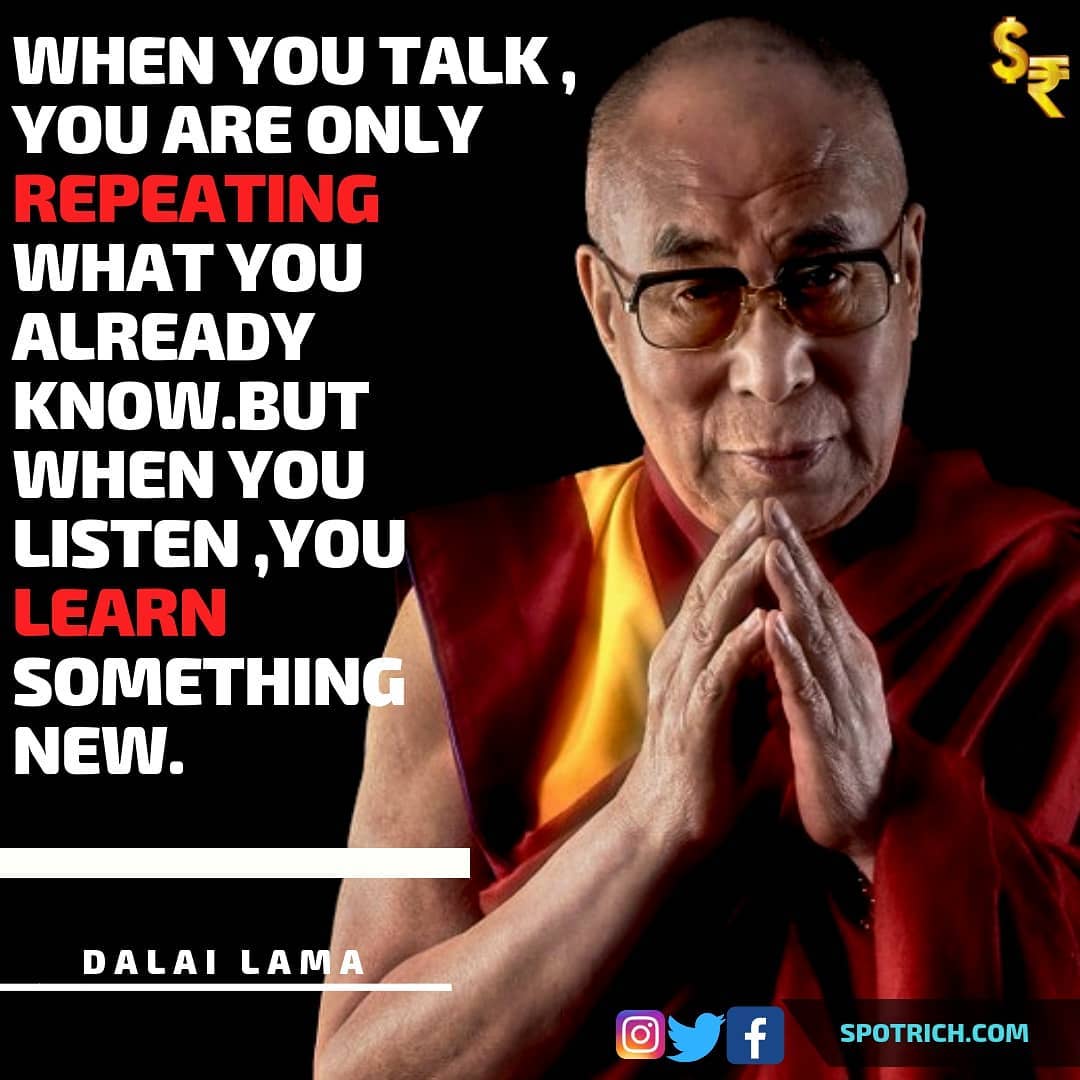 WHEN YOU TALK ,
YOU ARE ONLY
REPEATING
WHAT YOU
ALREADY
KNOW.BUT
WHEN YOU
LISTEN ,YOU
LEARN
SOMETHING
NEW.
DALAI LAMA
SPOTRICH.COM
$₹